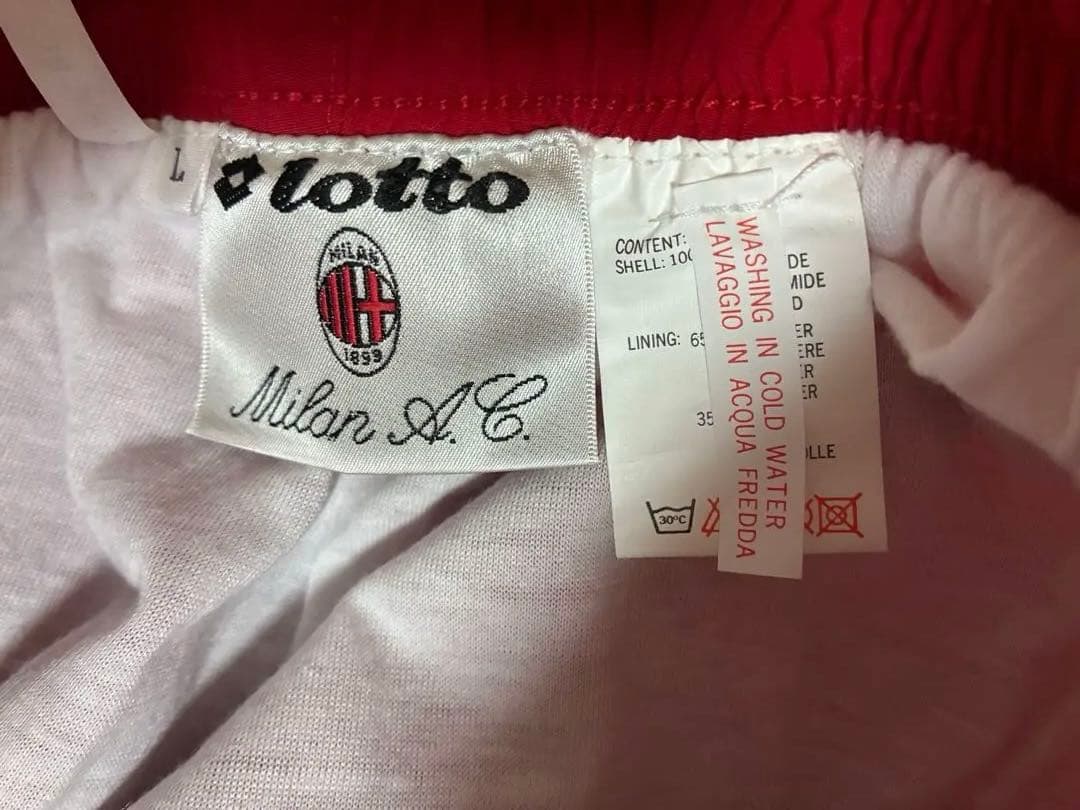 L
lotto
MILAN
1899
Milan A.C.
CONTENT:
SHELL: 100
LINING: 65
35
DE
MIDE
D
ER
ERE
ER
ER
OLLE
30°C
WASHING IN COLD WATER
LAVAGGIO IN ACQUA FREDDA